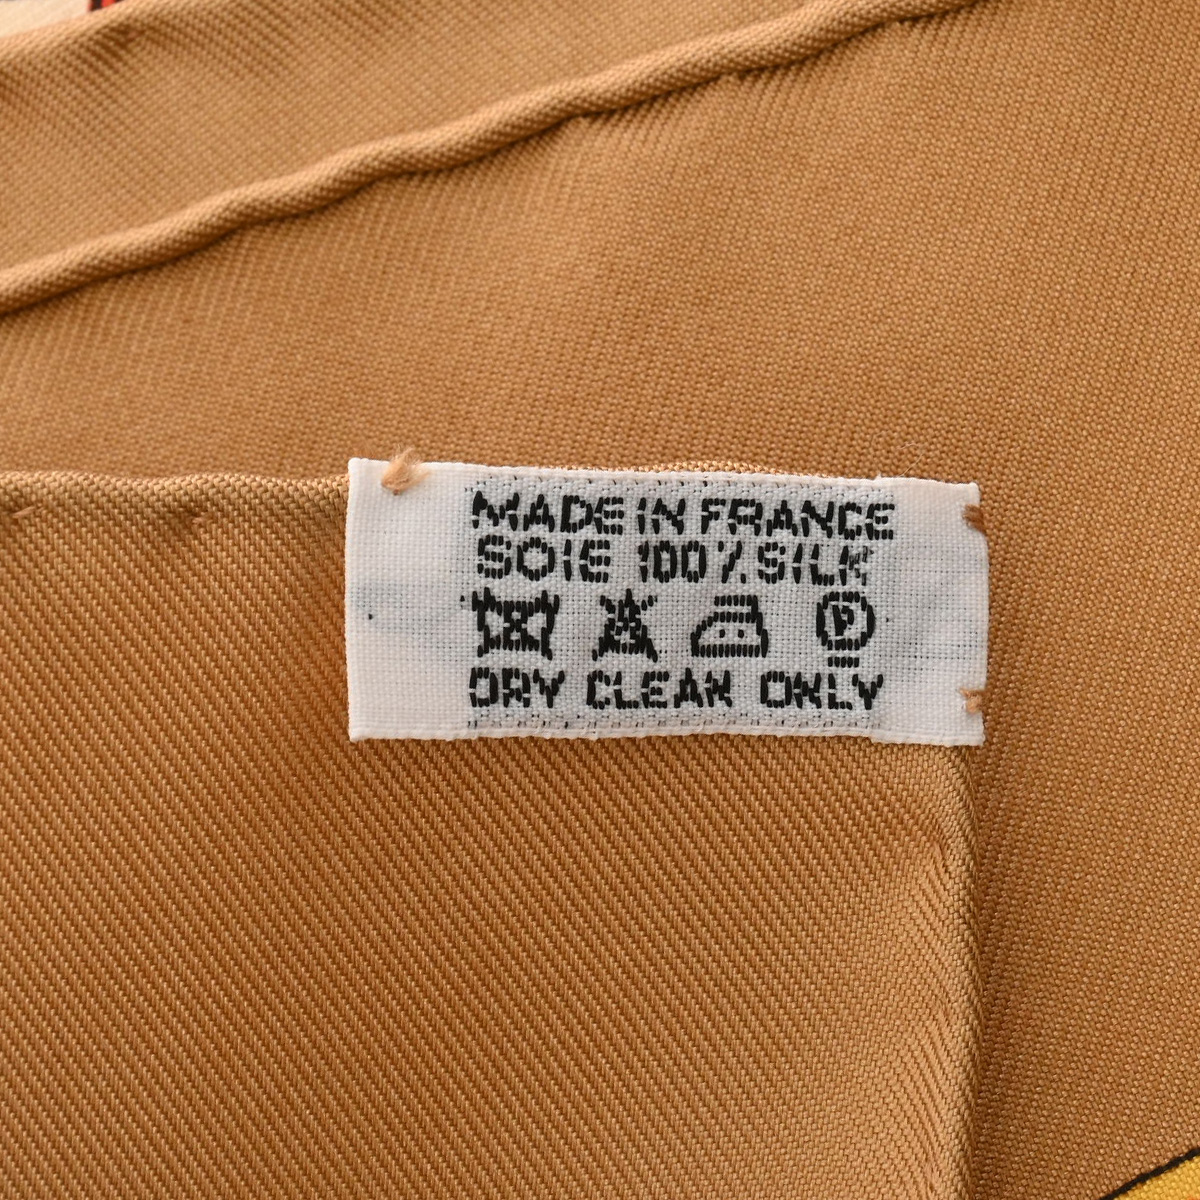 MADE IN FRANCE
SOIE 100% SILK
P
DRY CLEAN ONLY